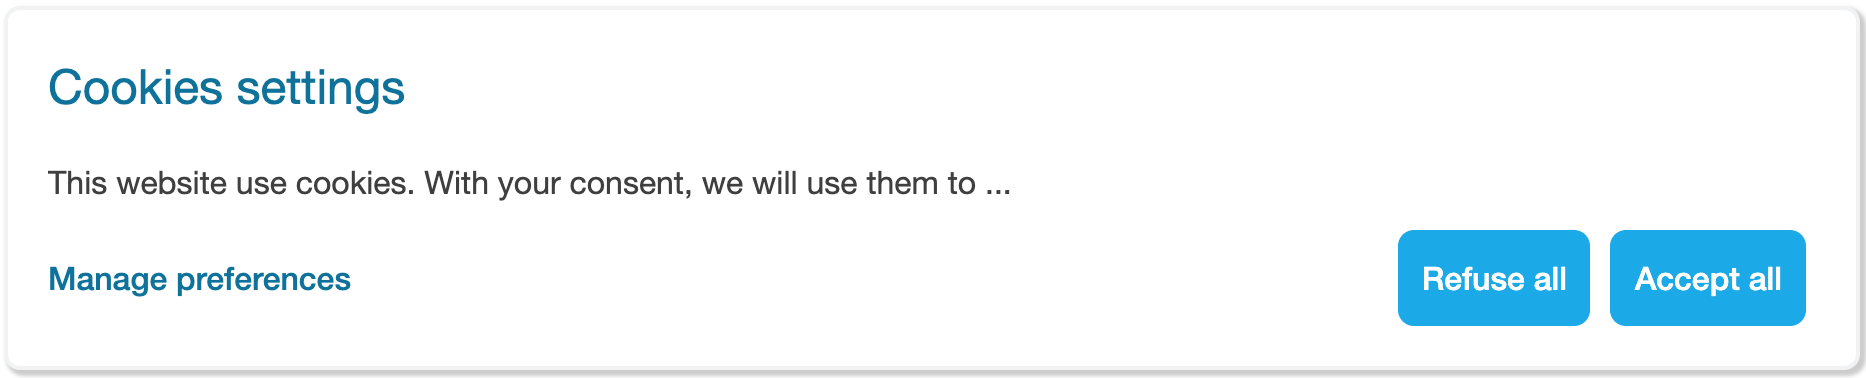 Cookies settings
This website use cookies. With your consent, we will use them to ...
Manage preferences
Refuse all
Accept all